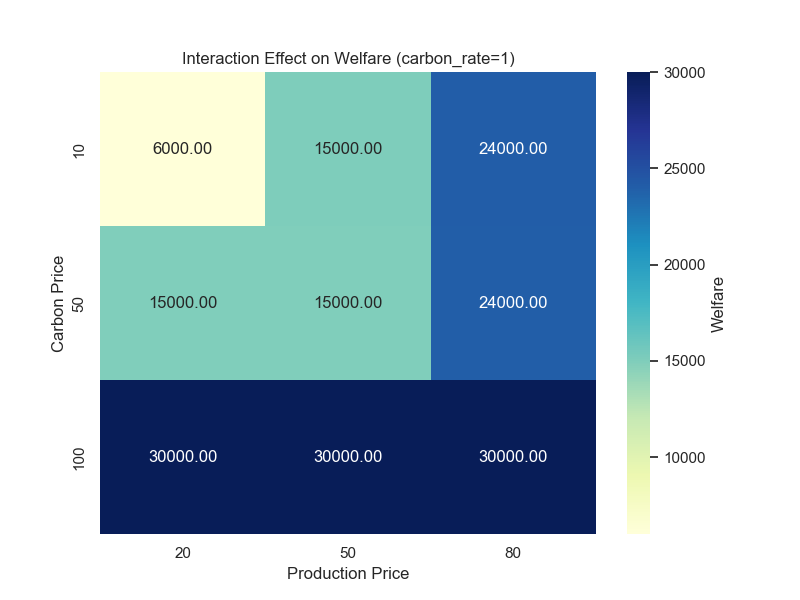 Interaction Effect on Welfare (carbon_rate=1)
Carbon Price
10
6000.00 15000.00 24000.00
50
15000.00 15000.00 24000.00
100
30000.00 30000.00 30000.00
20 50 80
Production Price
30000
25000
20000
15000
10000
Welfare